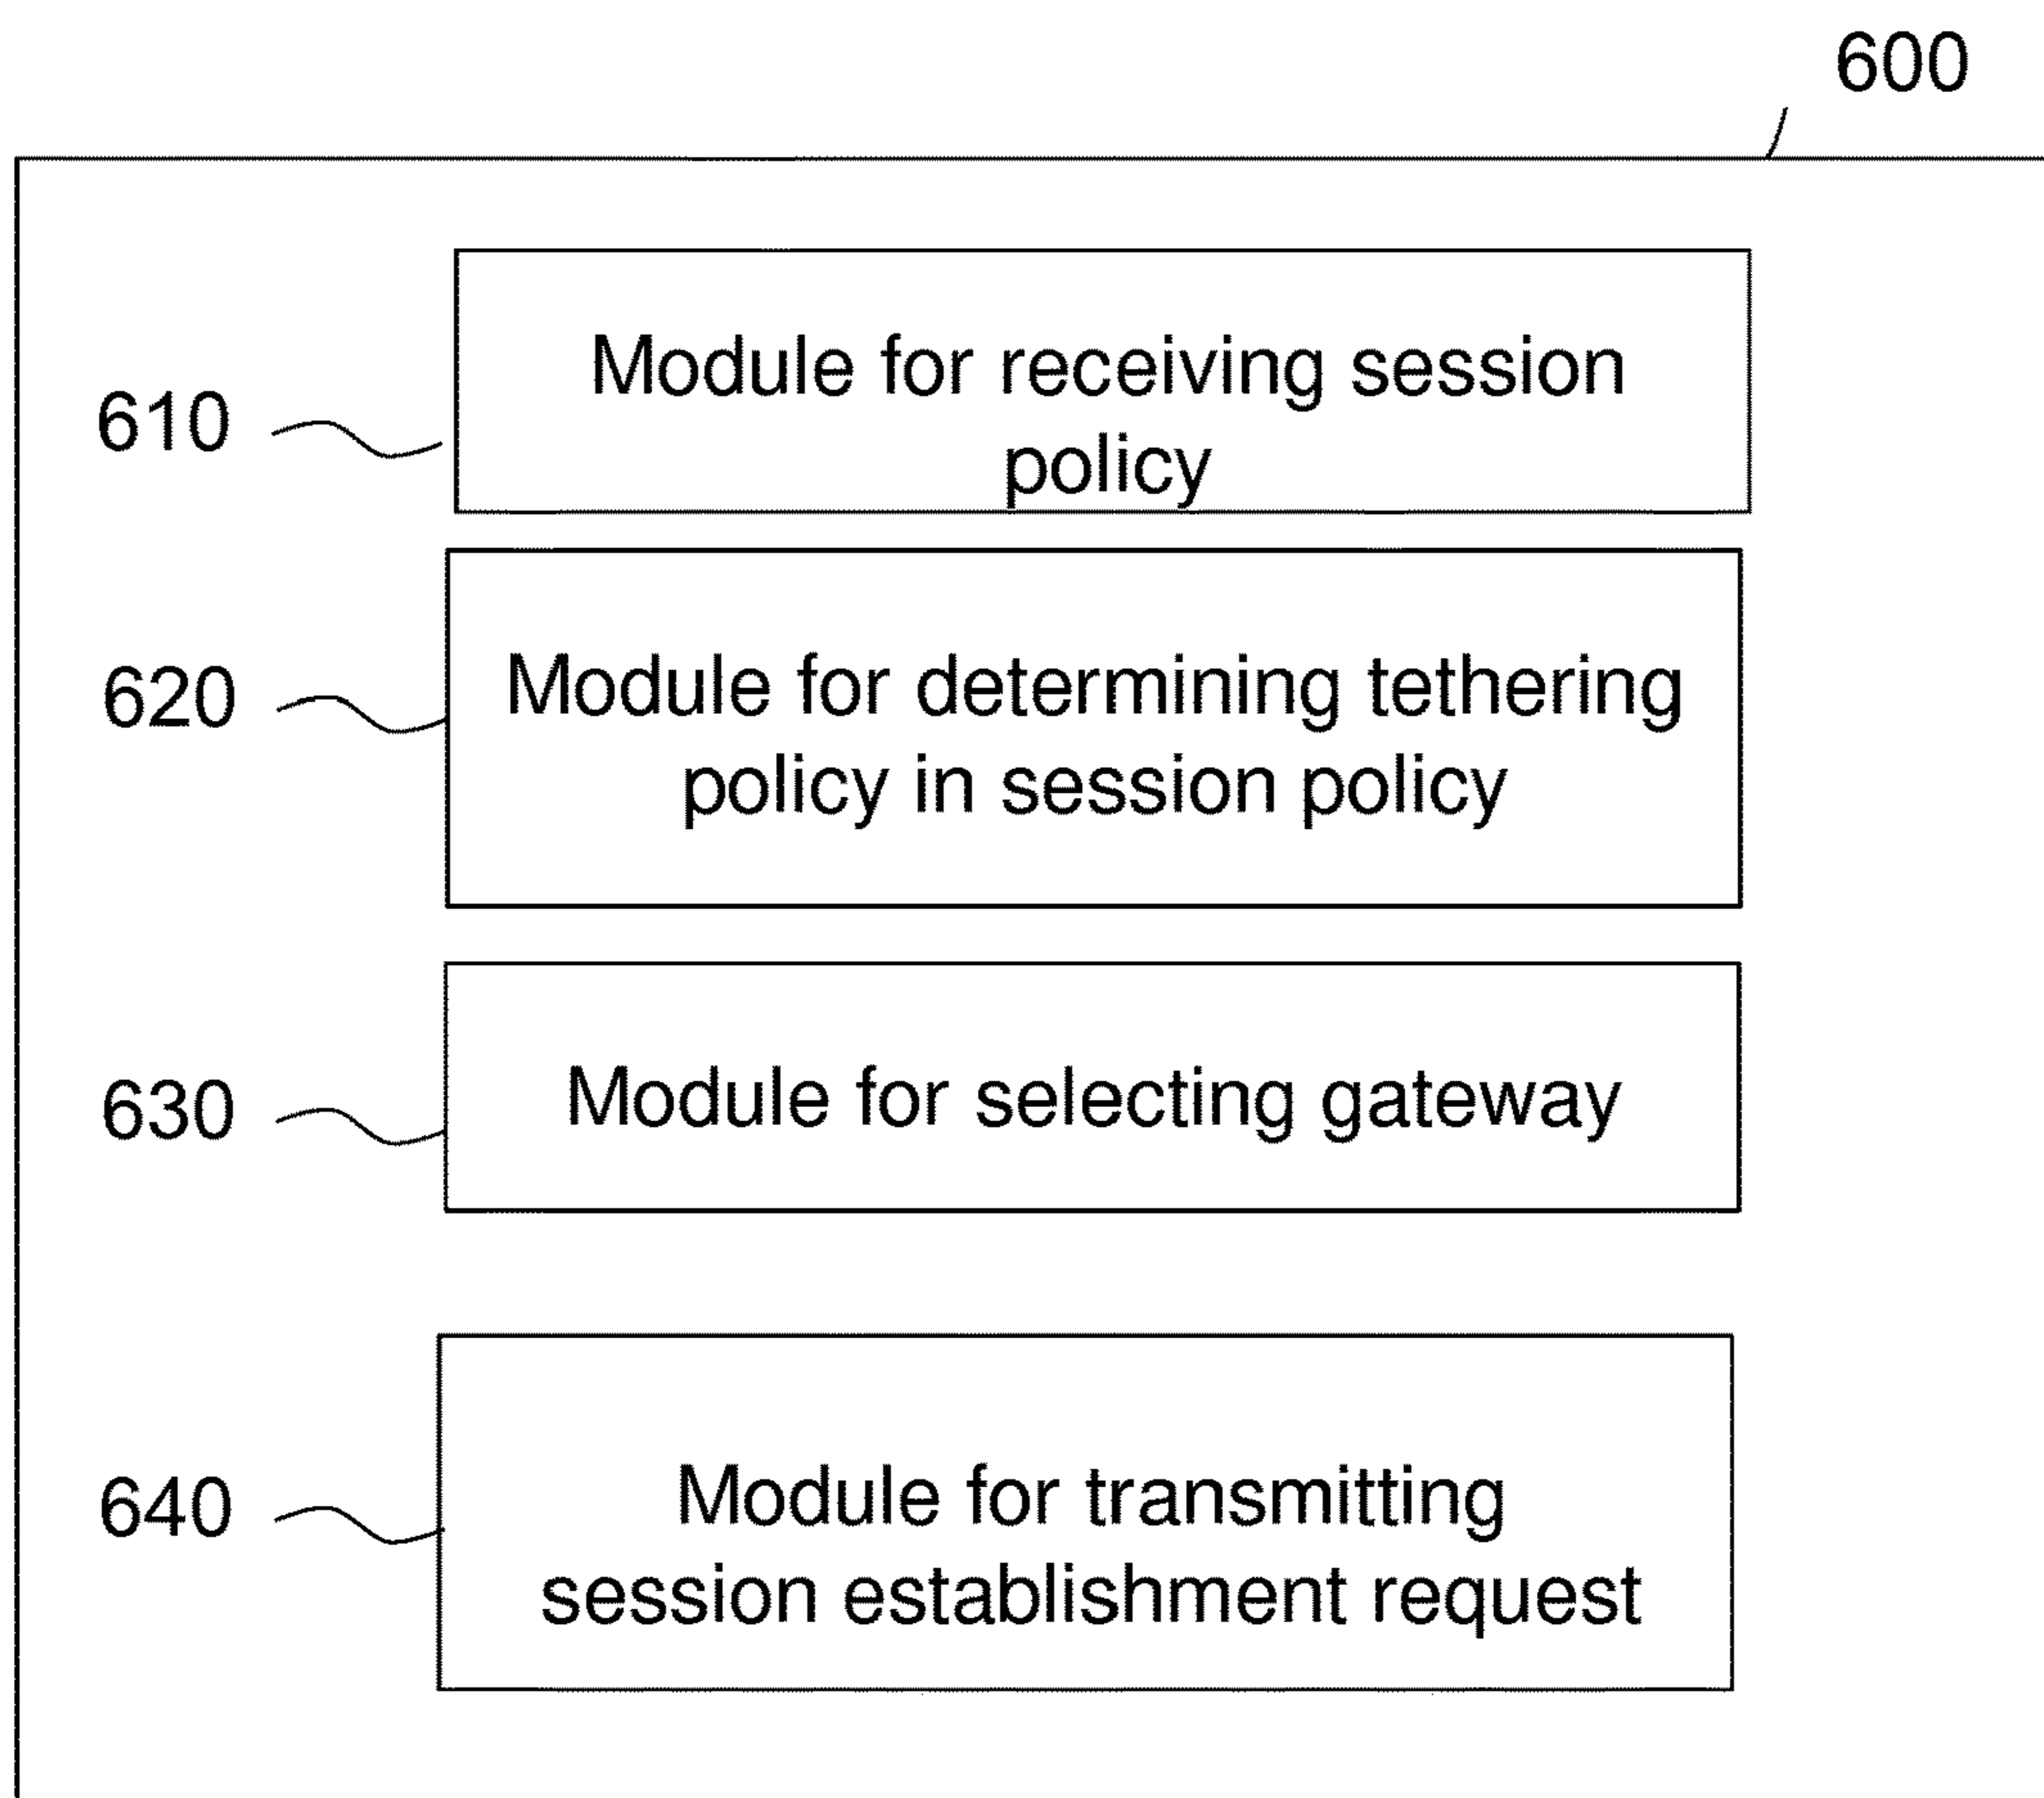 600
Module for receiving session
policy
610
Module for determining tethering
policy in session policy
620
Module for selecting gateway
630
Module for transmitting
session establishment request
640